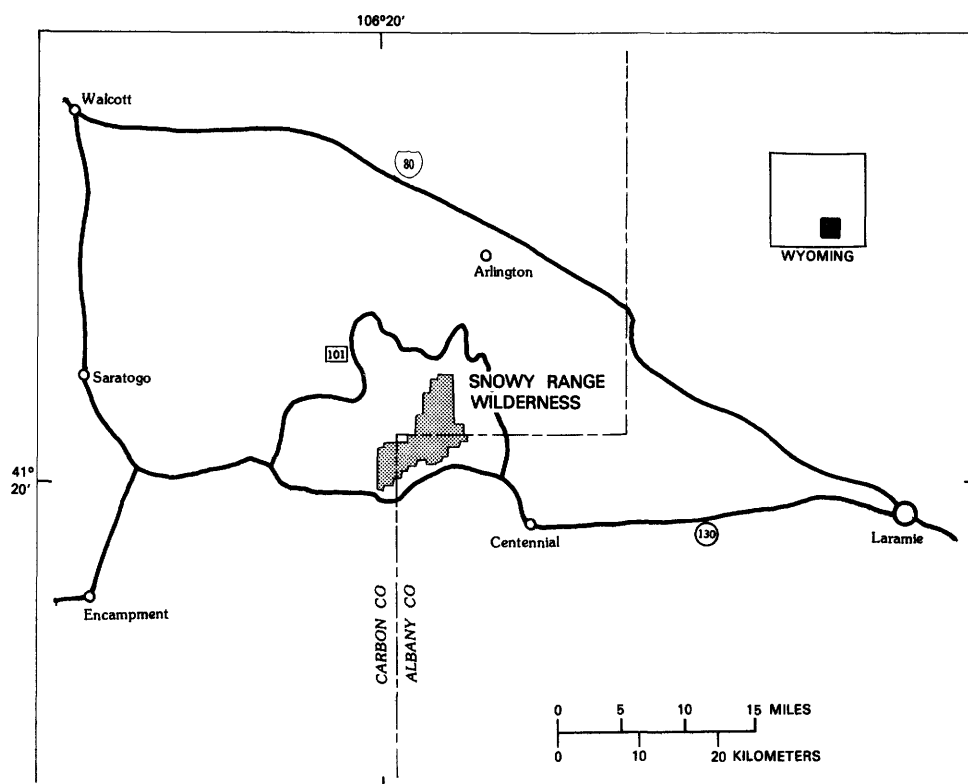 106°20'
Walcott
80
Arlington
WYOMING
101
Saratogo
SNOWY RANGE
WILDERNESS
41°
20'
Centennial
130
Laramie
Encampment
CARBON CO
ALBANY CO
0 5 10 15 MILES
0 10 20 KILOMETERS